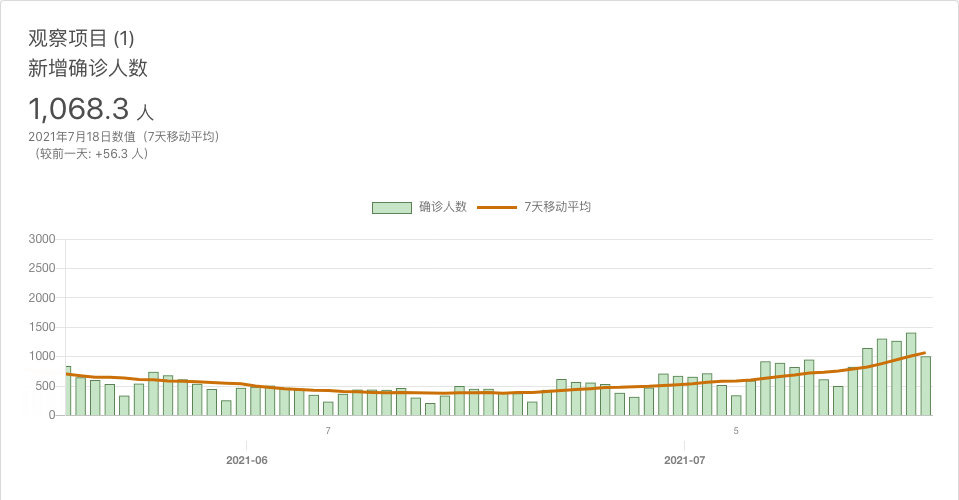 观察项目 (1)
新增确诊人数
1,068.3 人
2021年7月18日数值（7天移动平均）
（较前一天: +56.3 人）
确诊人数 7天移动平均
3000
2500
2000
1500
1000
500
0
7 5
2021-06 2021-07